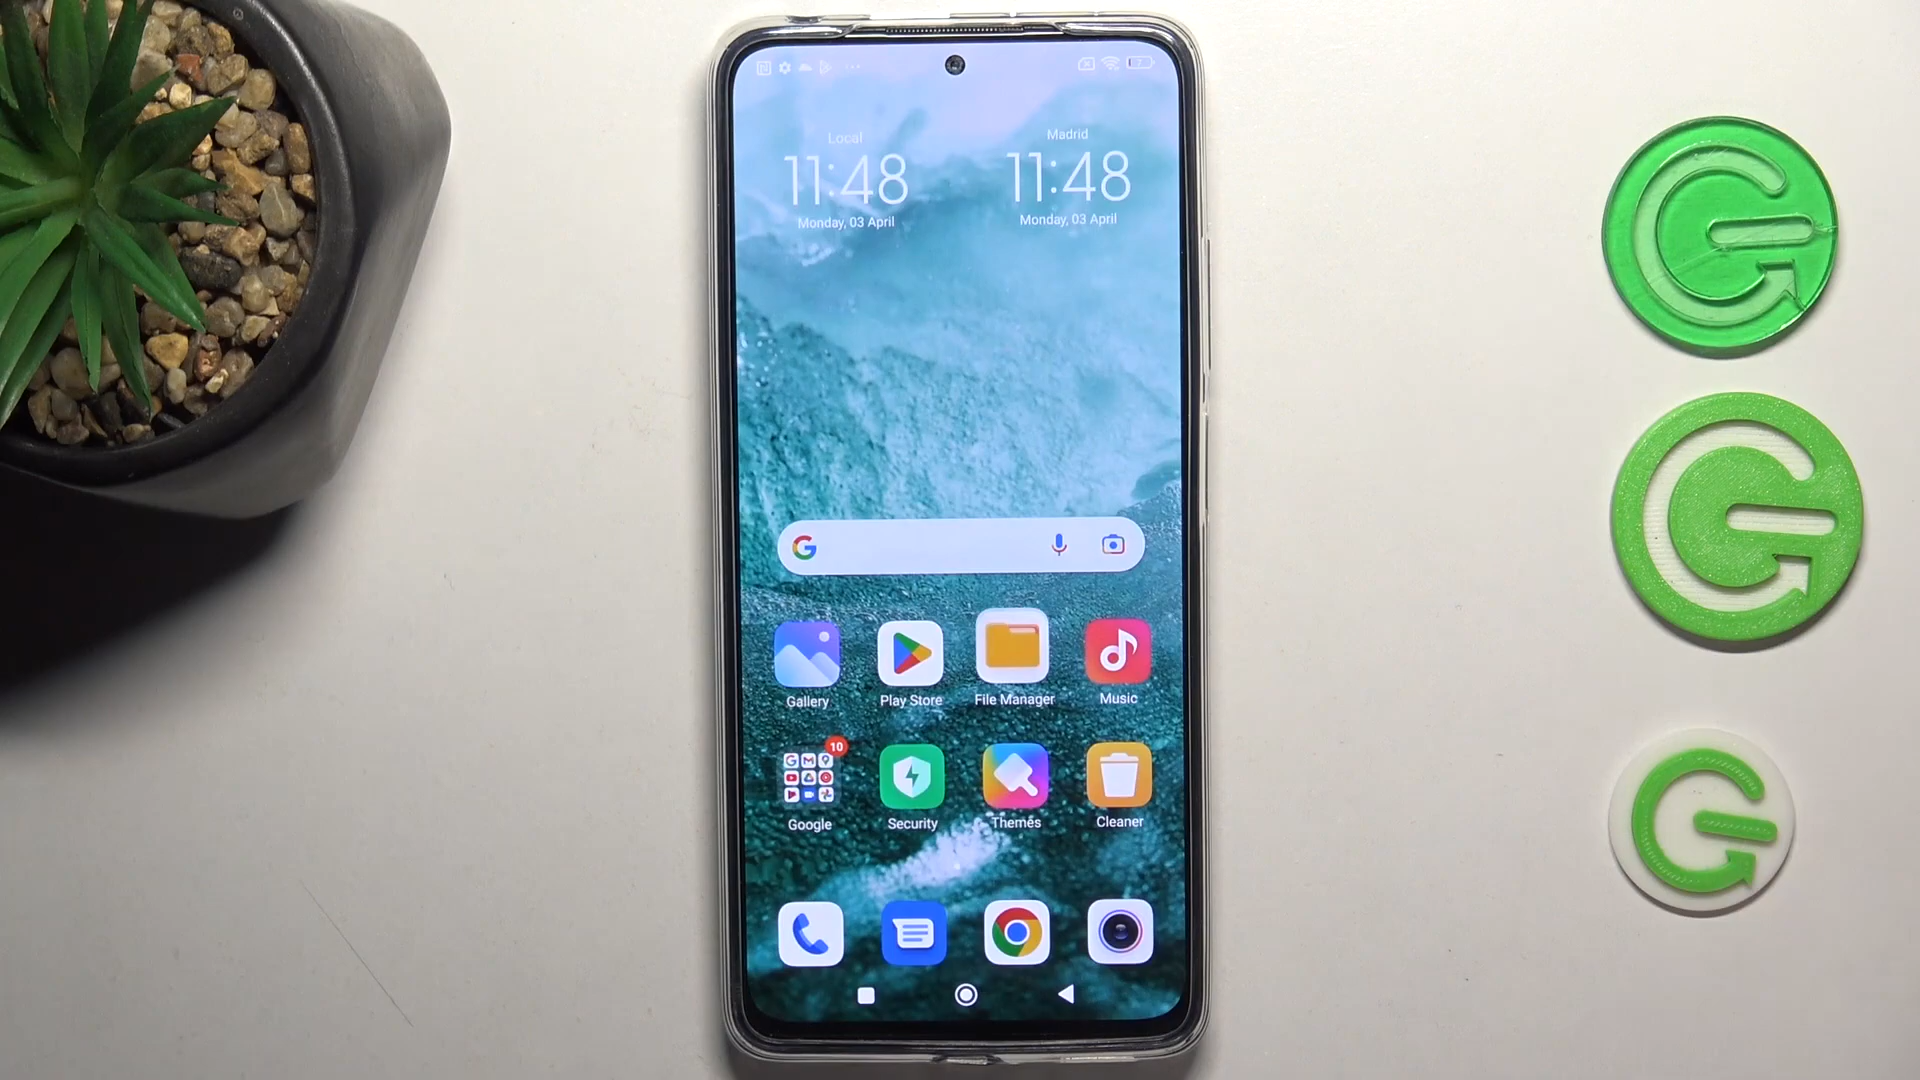 Local
Madrid
11:48
11:48
Monday, 03 April
Monday, 03 April
Gallery
Play Store
File Manager
Music
10
Google
Security
Themes
Cleaner